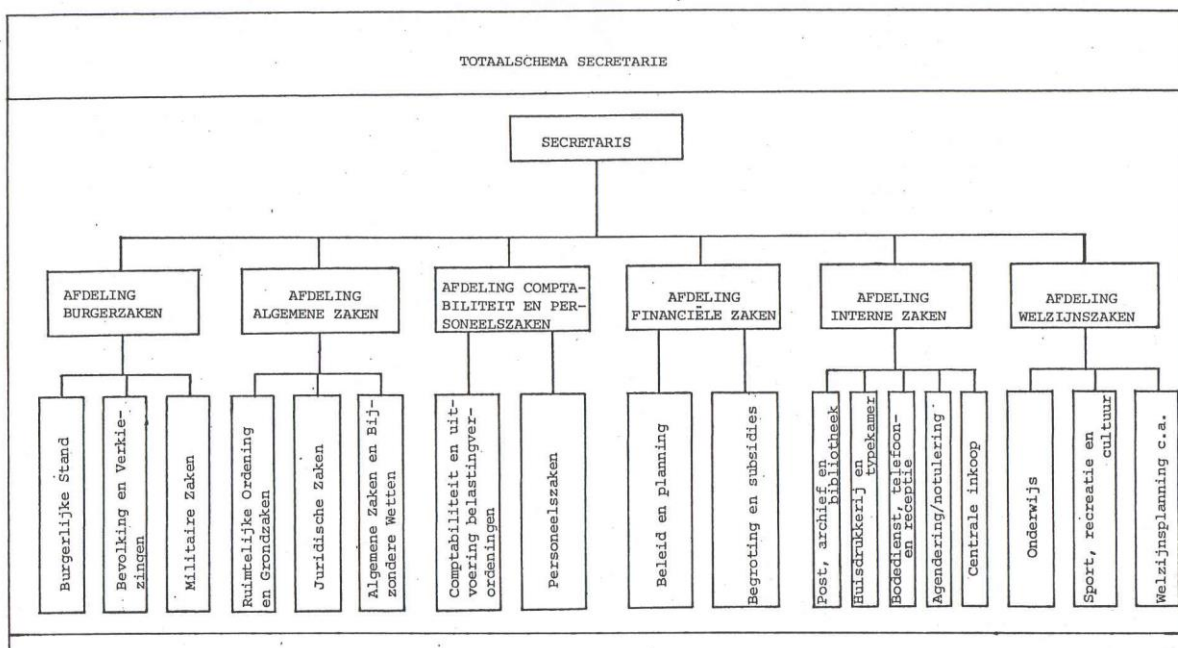 TOTAALSCHEMA SECRETARIE
SECRETARIS
AFDELING
BURGERZAKEN
AFDELING
ALGEMENE ZAKEN
AFDELING COMPTA-
BILITEIT EN PER-
SONEELSZAKEN
AFDELING
FINANCIËLE ZAKEN
AFDELING
INTERNE ZAKEN
AFDELING
WELZIJNSZAKEN
Burgerlijke Stand
Bevolking en Verkie-
zingen
Militaire Zaken
Ruimtelijke Ordening
en Grondzaken
Juridische Zaken
Algemene Zaken en Bij-
zondere Wetten
Comptabiliteit en uit-
voering belastingver-
ordeningen
Personeelszaken
Beleid en planning
Begroting en subsidies
Post, archief en
bibliotheek
Huisdrukkerij en
typekamer
Bodedienst, telefoon-
en receptie
Agendering/notulering
Centrale inkoop
Onderwijs
Sport, recreatie en
cultuur
Welzijnsplanning c.a.